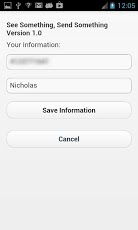 12:05
See Something, Send Something
Version 1.0
Your Information:
Nicholas
Save Information
Cancel